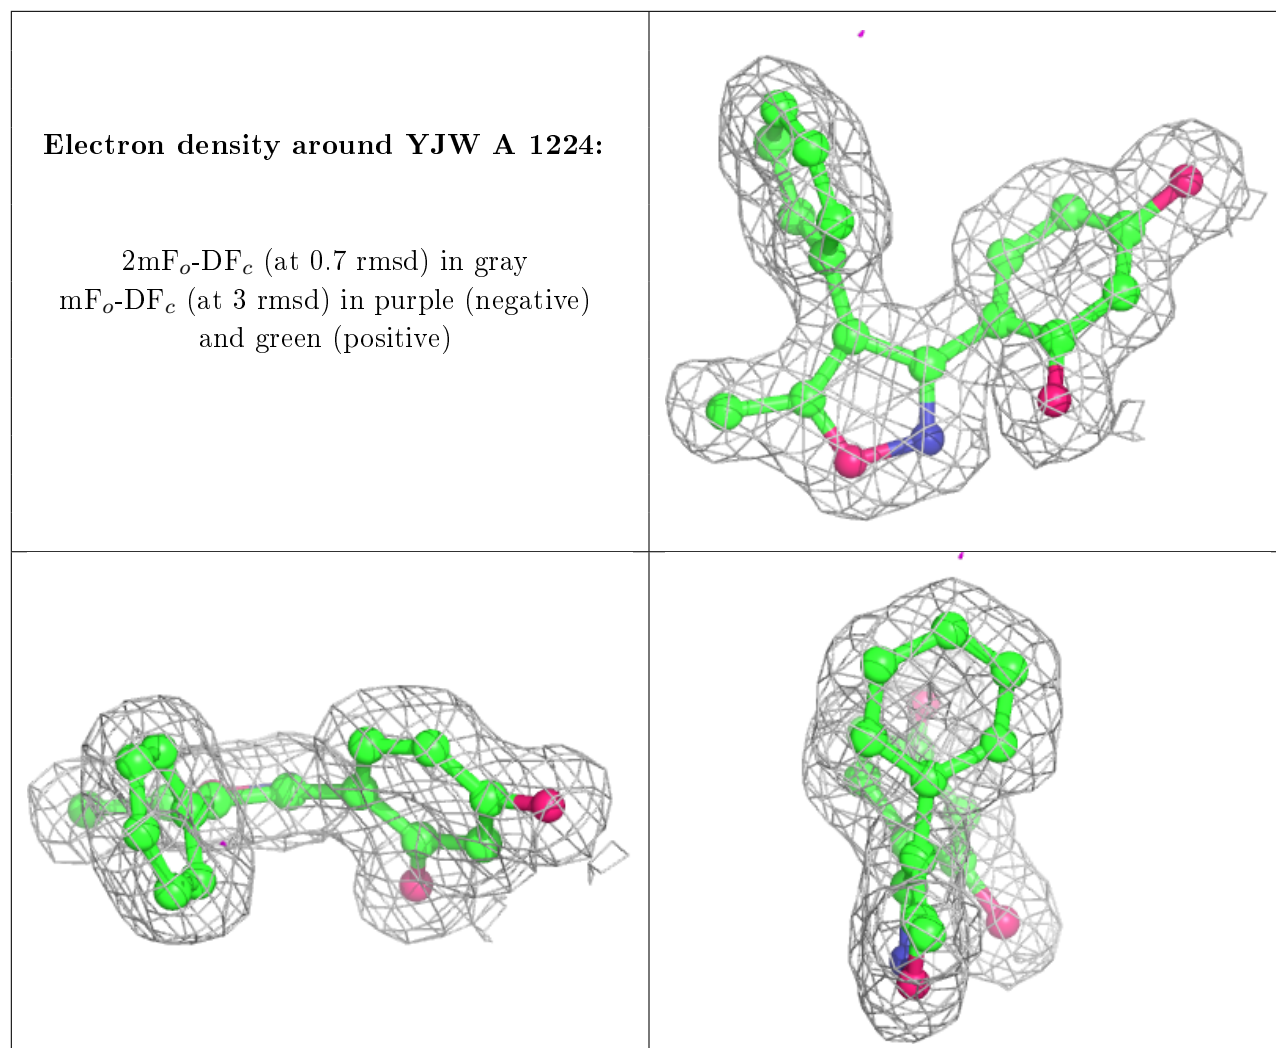 Electron density around YJW A 1224:
2mFₒ-DF𝑐 (at 0.7 rmsd) in gray
mFₒ-DF𝑐 (at 3 rmsd) in purple (negative)
and green (positive)